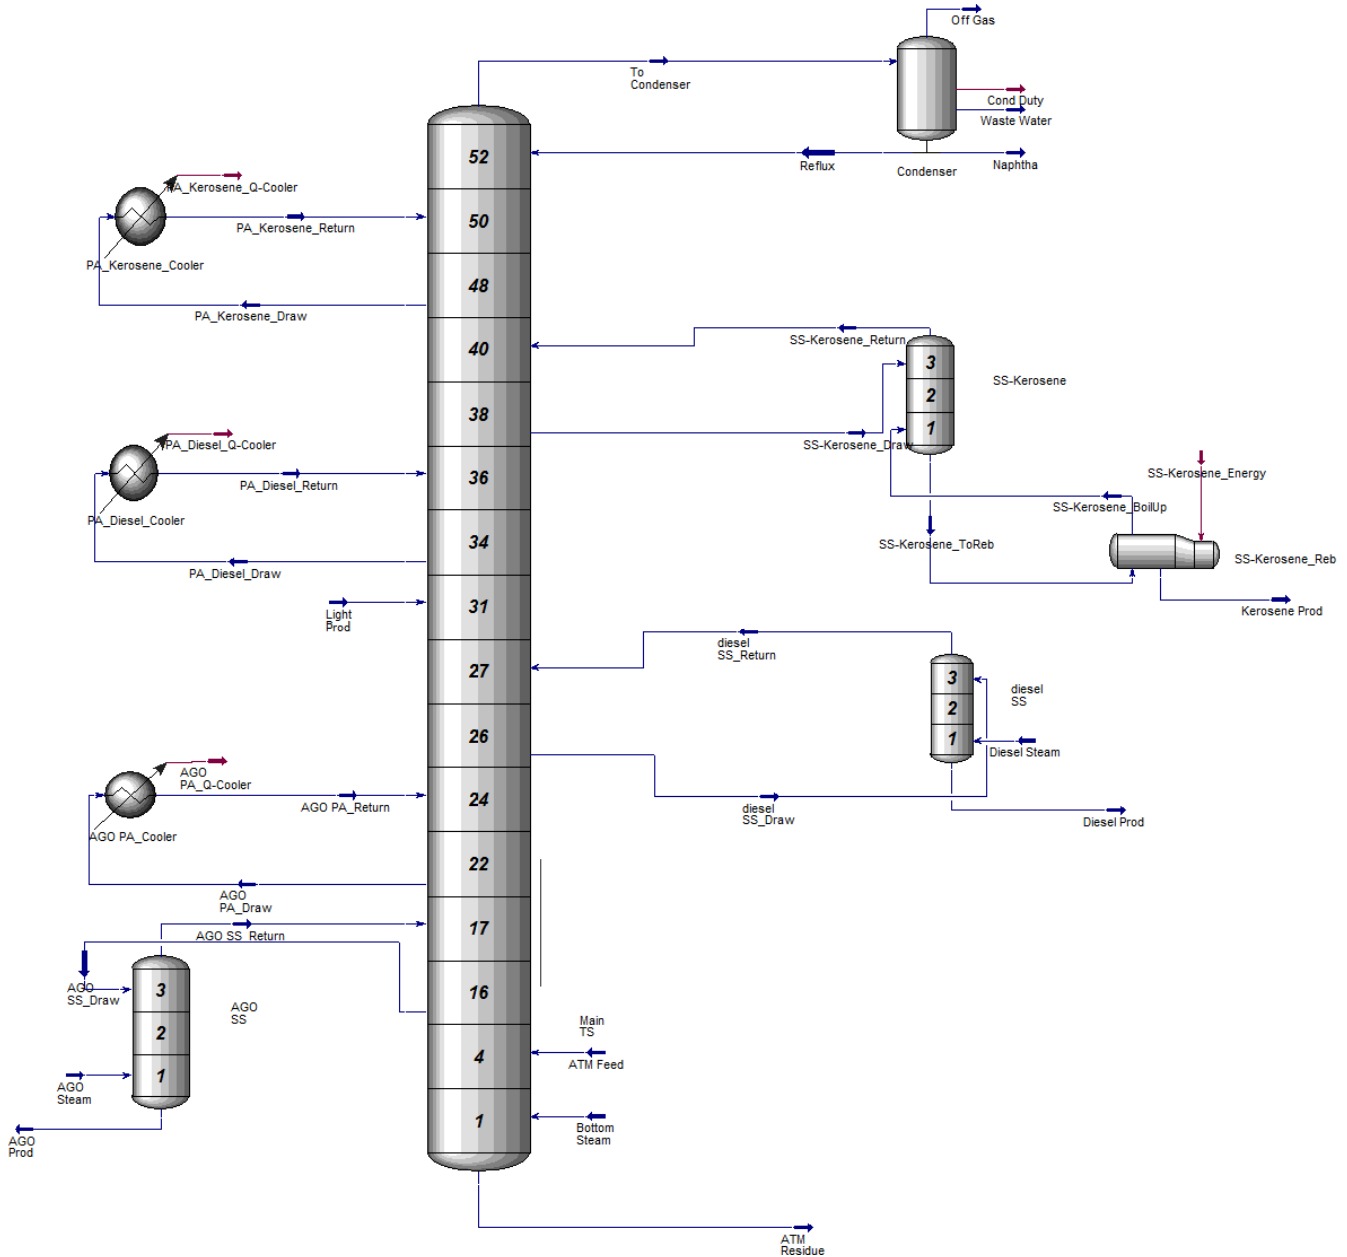 Off Gas
To
Condenser
Cond Duty
Waste Water
Reflux
Condenser
Naphtha
52
PA_Kerosene_Q-Cooler
50
PA_Kerosene_Return
PA_Kerosene_Cooler
48
PA_Kerosene_Draw
40
SS-Kerosene_Return
3
SS-Kerosene
2
38
1
SS-Kerosene_Draw
PA_Diesel_Q-Cooler
36
PA_Diesel_Return
SS-Kerosene_Energy
SS-Kerosene_BoilUp
PA_Diesel_Cooler
34
SS-Kerosene_ToReb
SS-Kerosene_Reb
PA_Diesel_Draw
31
Light
Prod
Kerosene Prod
diesel
SS_Return
27
3
diesel
SS
2
26
1
Diesel Steam
AGO
PA_Q-Cooler
24
AGO PA_Return
diesel
SS_Draw
Diesel Prod
AGO PA_Cooler
22
AGO
PA_Draw
17
AGO SS_Return
AGO
SS_Draw
3
16
AGO
SS
2
Main
TS
4
ATM Feed
1
AGO
Steam
1
Bottom
Steam
AGO
Prod
ATM
Residue